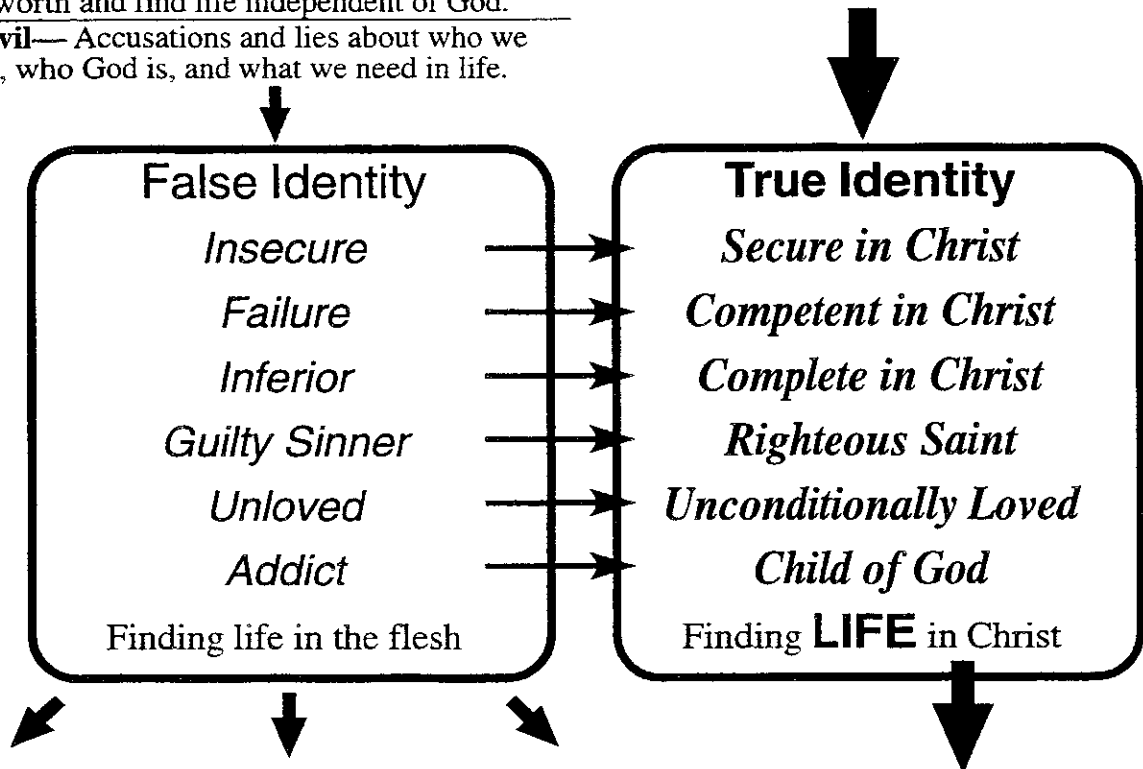 worth and find life independent of God.
vil— Accusations and lies about who we
, who God is, and what we need in life.
False Identity
Insecure
Failure
Inferior
Guilty Sinner
Unloved
Addict
Finding life in the flesh
True Identity
Secure in Christ
Competent in Christ
Complete in Christ
Righteous Saint
Unconditionally Loved
Child of God
Finding LIFE in Christ